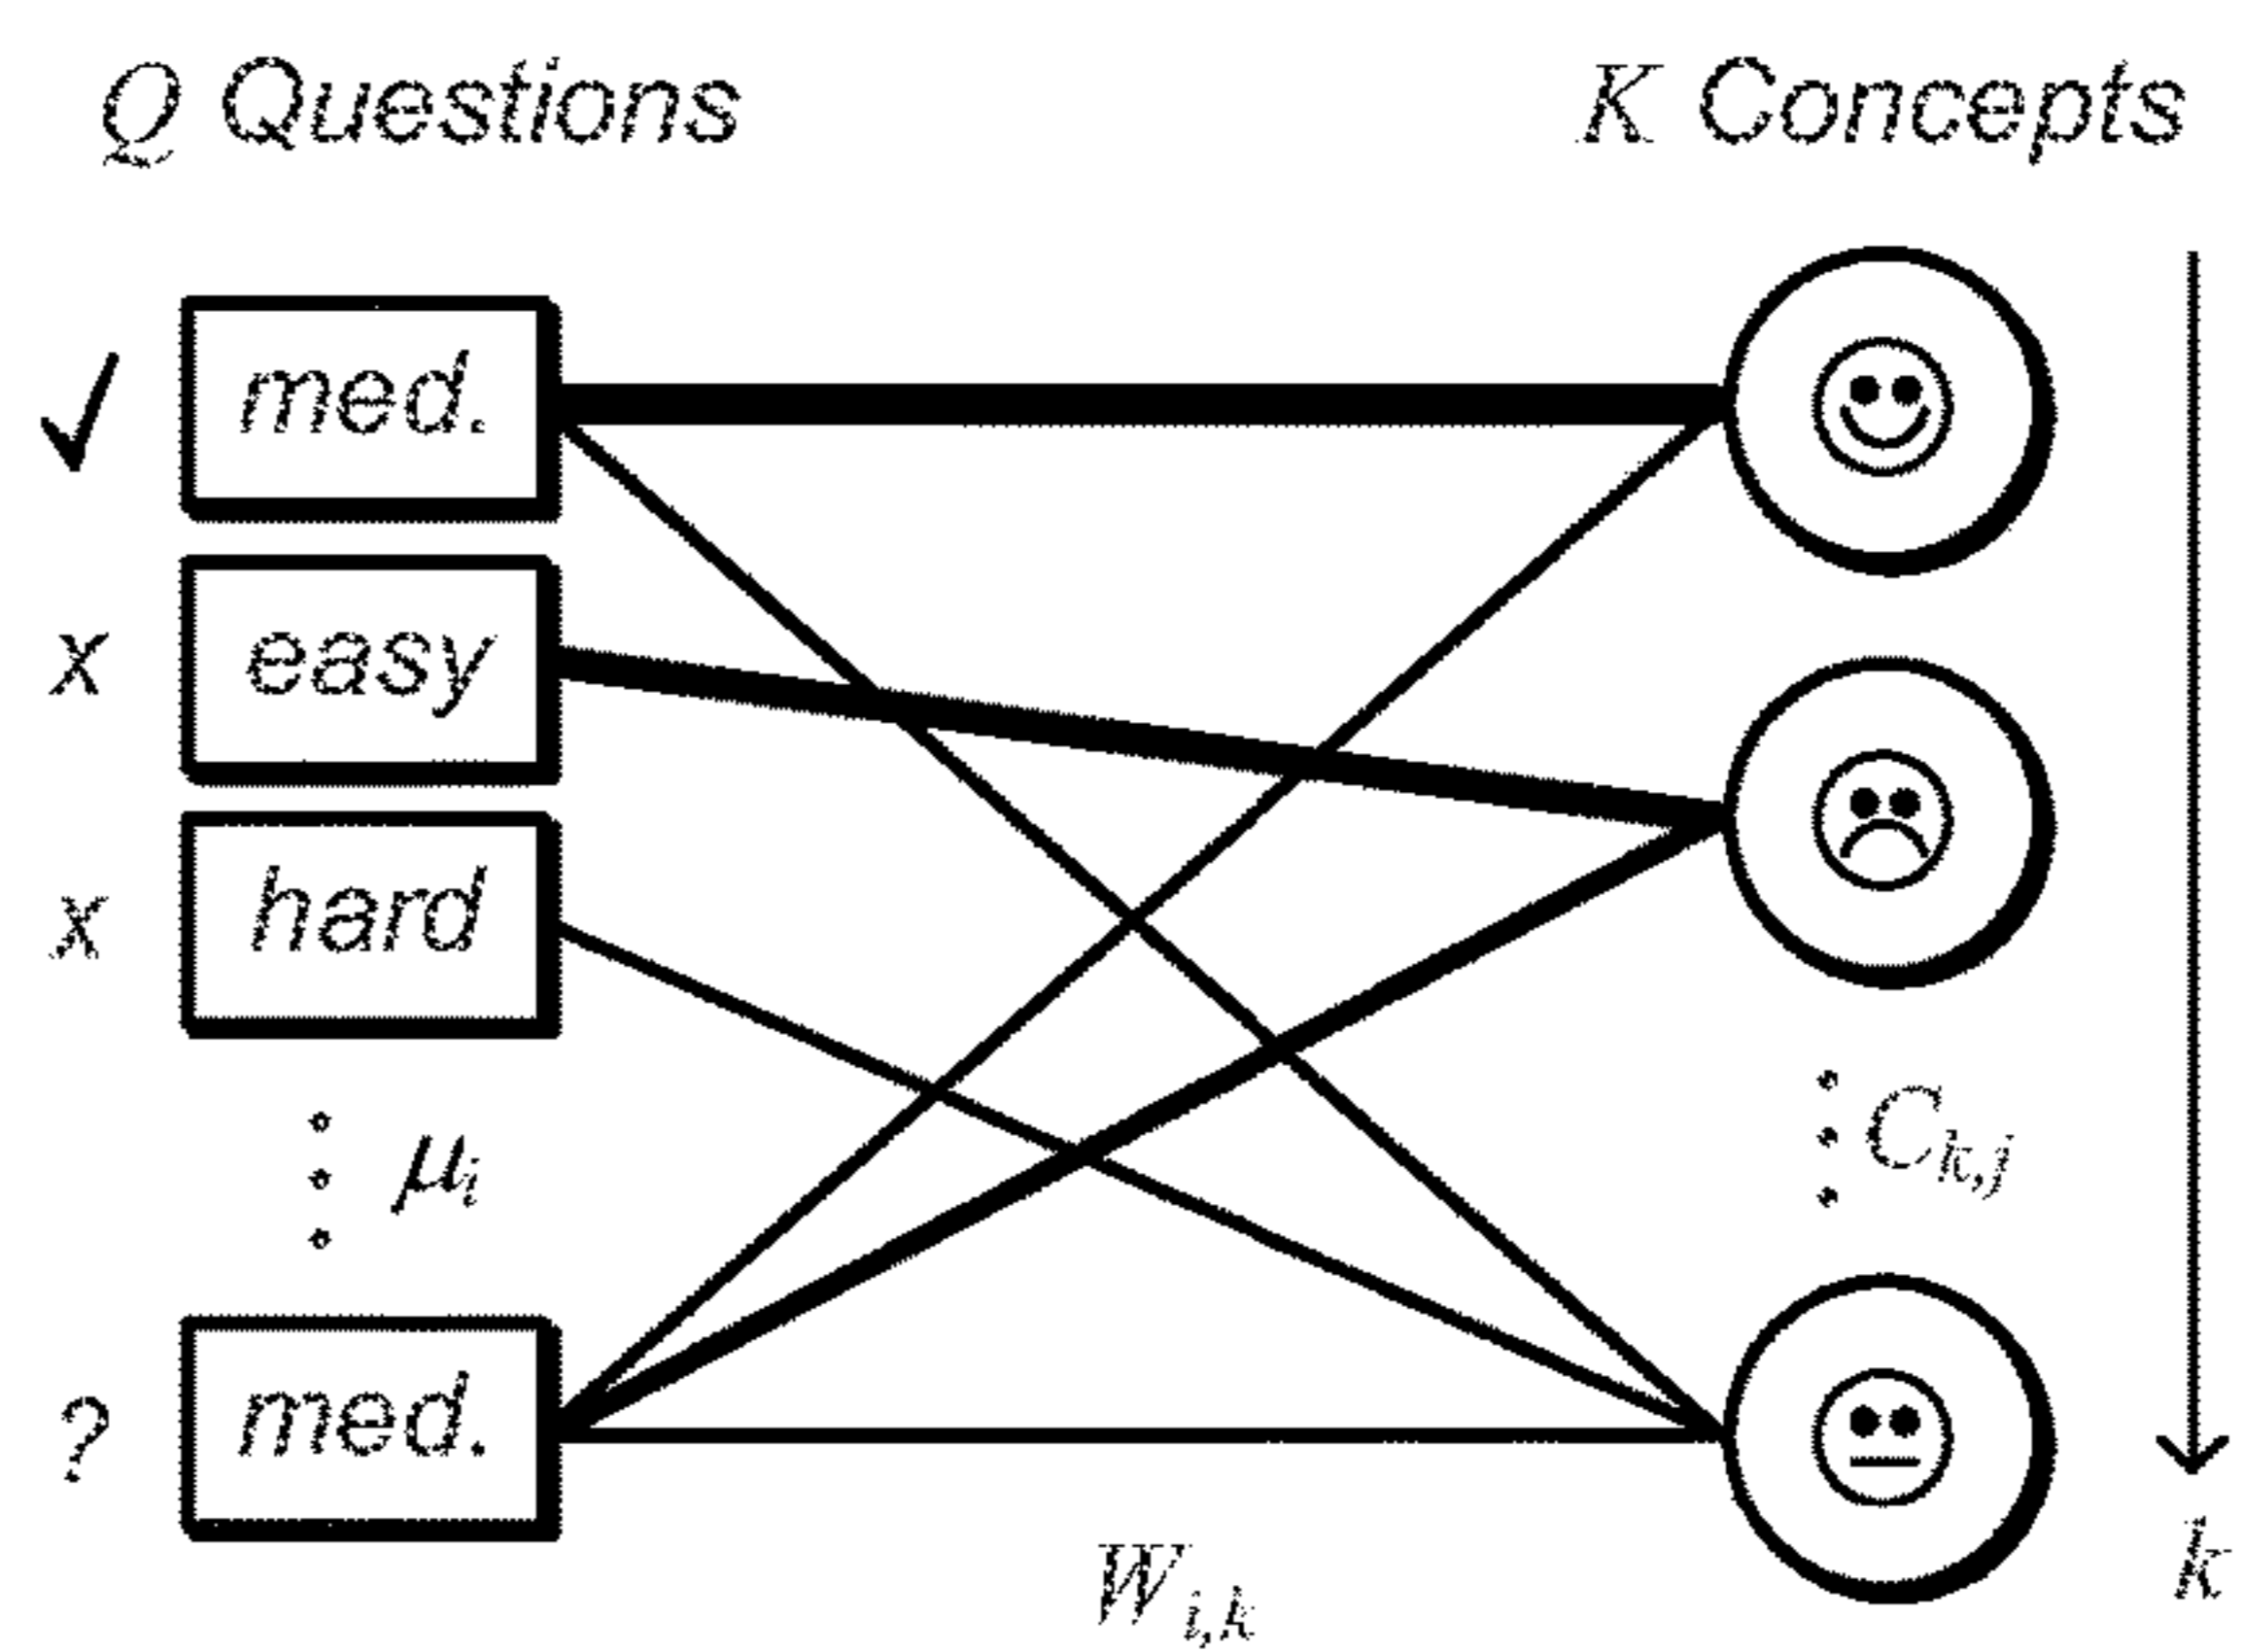 Q Questions
K Concepts
✓ med.
x easy
x hard
μi
Ck,j
? med.
Wi,k
k